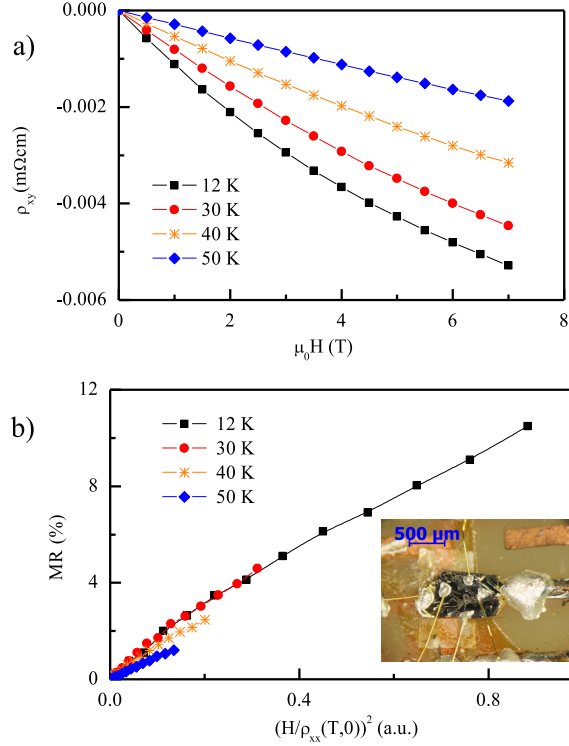 a)
0.000
-0.002
-0.004
-0.006
ρxy(mΩcm)
12 K
30 K
40 K
50 K
0 2 4 6 8
μ0H (T)
b)
12
8
4
0
MR (%)
12 K
30 K
40 K
50 K
500 μm
0.0 0.4 0.8
(H/ρxx(T,0))² (a.u.)